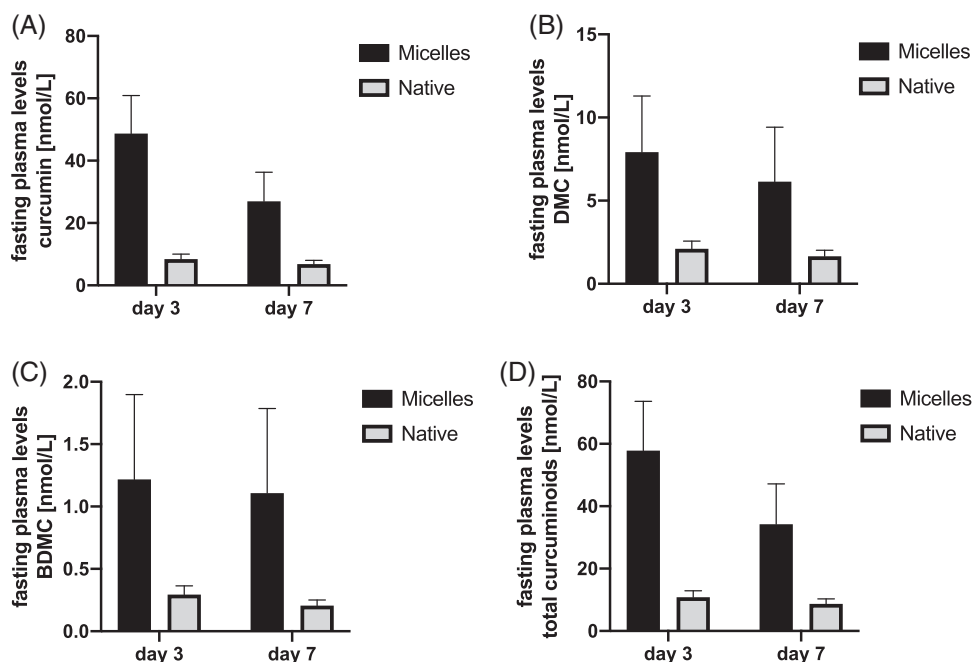 (A)
fasting plasma levels
curcumin [nmol/L]
80
60
40
20
0
day 3
day 7
Micelles
Native
(B)
fasting plasma levels
DMC [nmol/L]
15
10
5
0
day 3
day 7
Micelles
Native
(C)
fasting plasma levels
BDMC [nmol/L]
2.0
1.5
1.0
0.5
0.0
day 3
day 7
Micelles
Native
(D)
fasting plasma levels
total curcuminoids [nmol/L]
80
60
40
20
0
day 3
day 7
Micelles
Native